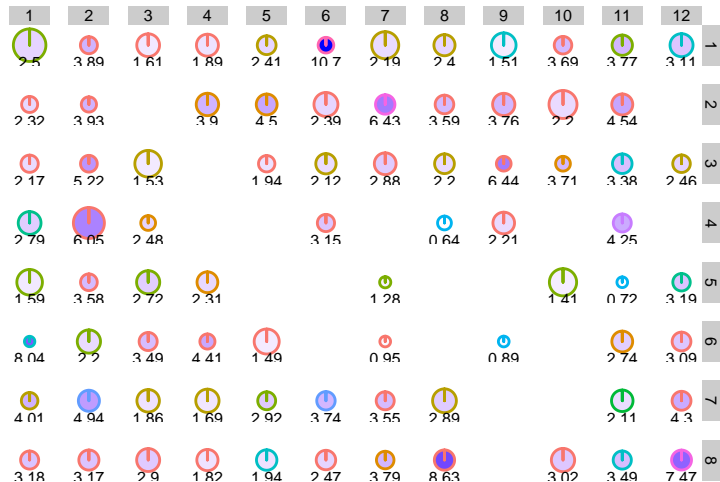 1 2 3 4 5 6 7 8 9 10 11 12
2.5 3.89 1.61 1.89 2.41 10.7 2.19 2.4 1.51 3.69 3.77 3.11 1
2.32 3.93 3.9 4.5 2.39 6.43 3.59 3.76 2.2 4.54 2
2.17 5.22 1.53 1.94 2.12 2.88 2.2 6.44 3.71 3.38 2.46 3
2.79 6.05 2.48 3.15 0.64 2.21 4.25 4
1.59 3.58 2.72 2.31 1.28 1.41 0.72 3.19 5
8.04 2.2 3.49 4.41 1.49 0.95 0.89 2.74 3.09 6
4.01 4.94 1.86 1.69 2.92 3.74 3.55 2.89 2.11 4.3 7
3.18 3.17 2.9 1.82 1.94 2.47 3.79 8.63 3.02 3.49 7.47 8